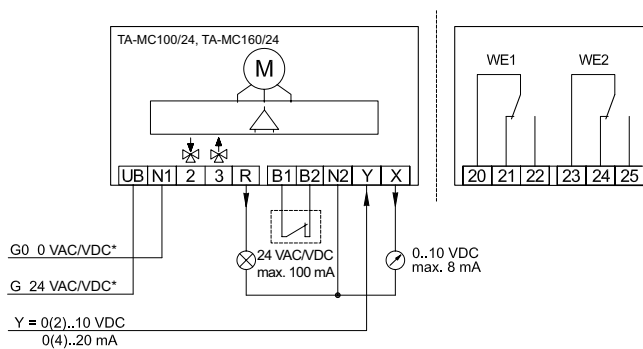 TA-MC100/24, TA-MC160/24
M
WE1
WE2
UB N1 2 3 R B1 B2 N2 Y X
20 21 22 23 24 25
G0 0 VAC/VDC*
24 VAC/VDC
max. 100 mA
0..10 VDC
max. 8 mA
G 24 VAC/VDC*
Y = 0(2)..10 VDC
0(4)..20 mA